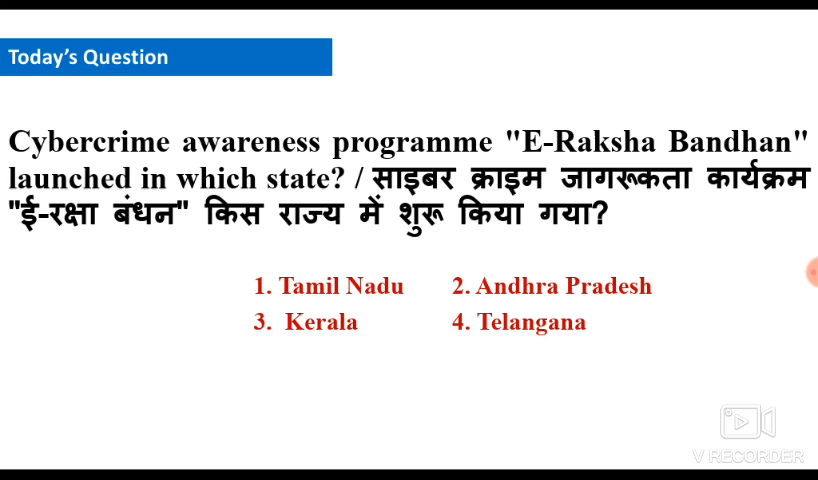 Today's Question
Cybercrime awareness programme "E-Raksha Bandhan"
launched in which state? / साइबर क्राइम जागरूकता कार्यक्रम
"ई-रक्षा बंधन" किस राज्य में शुरू किया गया?
1. Tamil Nadu 2. Andhra Pradesh
3. Kerala 4. Telangana
V RECORDER